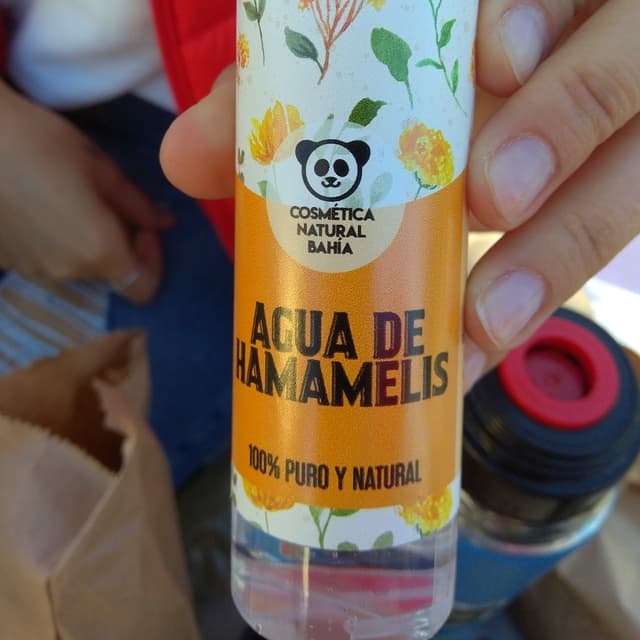 COSMÉTICA
NATURAL
BAHÍA
AGUA DE
HAMAMELIS
100% PURO Y NATURAL